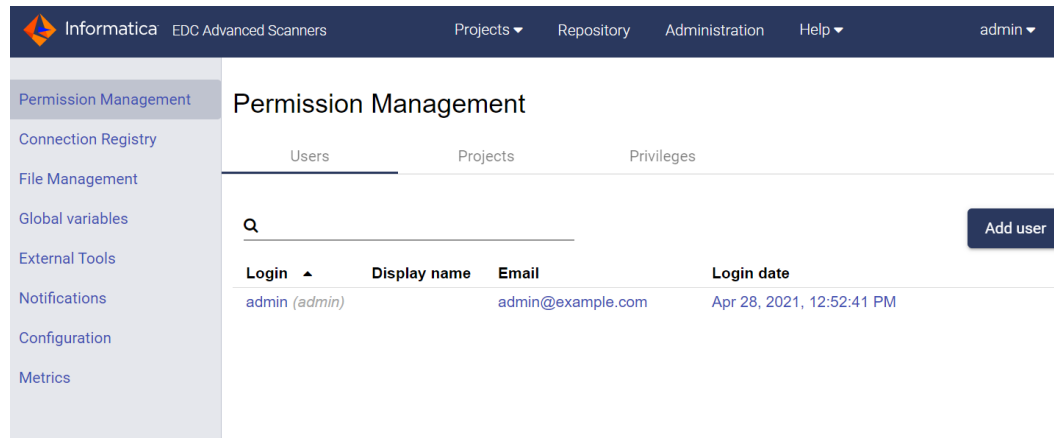 Informatica EDC Advanced Scanners Projects Repository Administration Help admin
Permission Management
Connection Registry
File Management
Global variables
External Tools
Notifications
Configuration
Metrics
Permission Management
Users Projects Privileges
Add user
Login Display name Email Login date
admin (admin) admin@example.com Apr 28, 2021, 12:52:41 PM